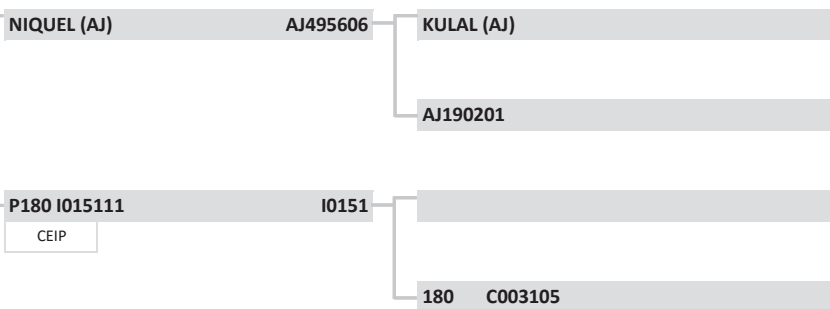 NIQUEL (AJ) AJ495606
KULAL (AJ)
AJ190201
P180 I015111 I0151
CEIP
180 C003105